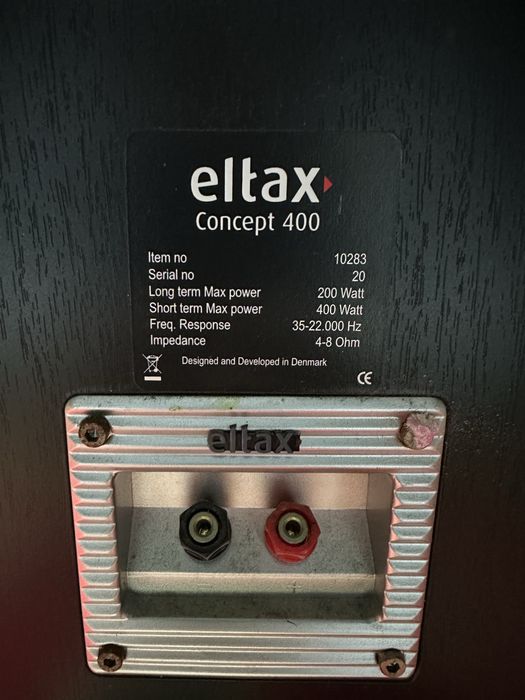 eltax
Concept 400
Item no 10283
Serial no 20
Long term Max power 200 Watt
Short term Max power 400 Watt
Freq. Response 35-22.000 Hz
Impedance 4-8 Ohm
Designed and Developed in Denmark
CE
eltax